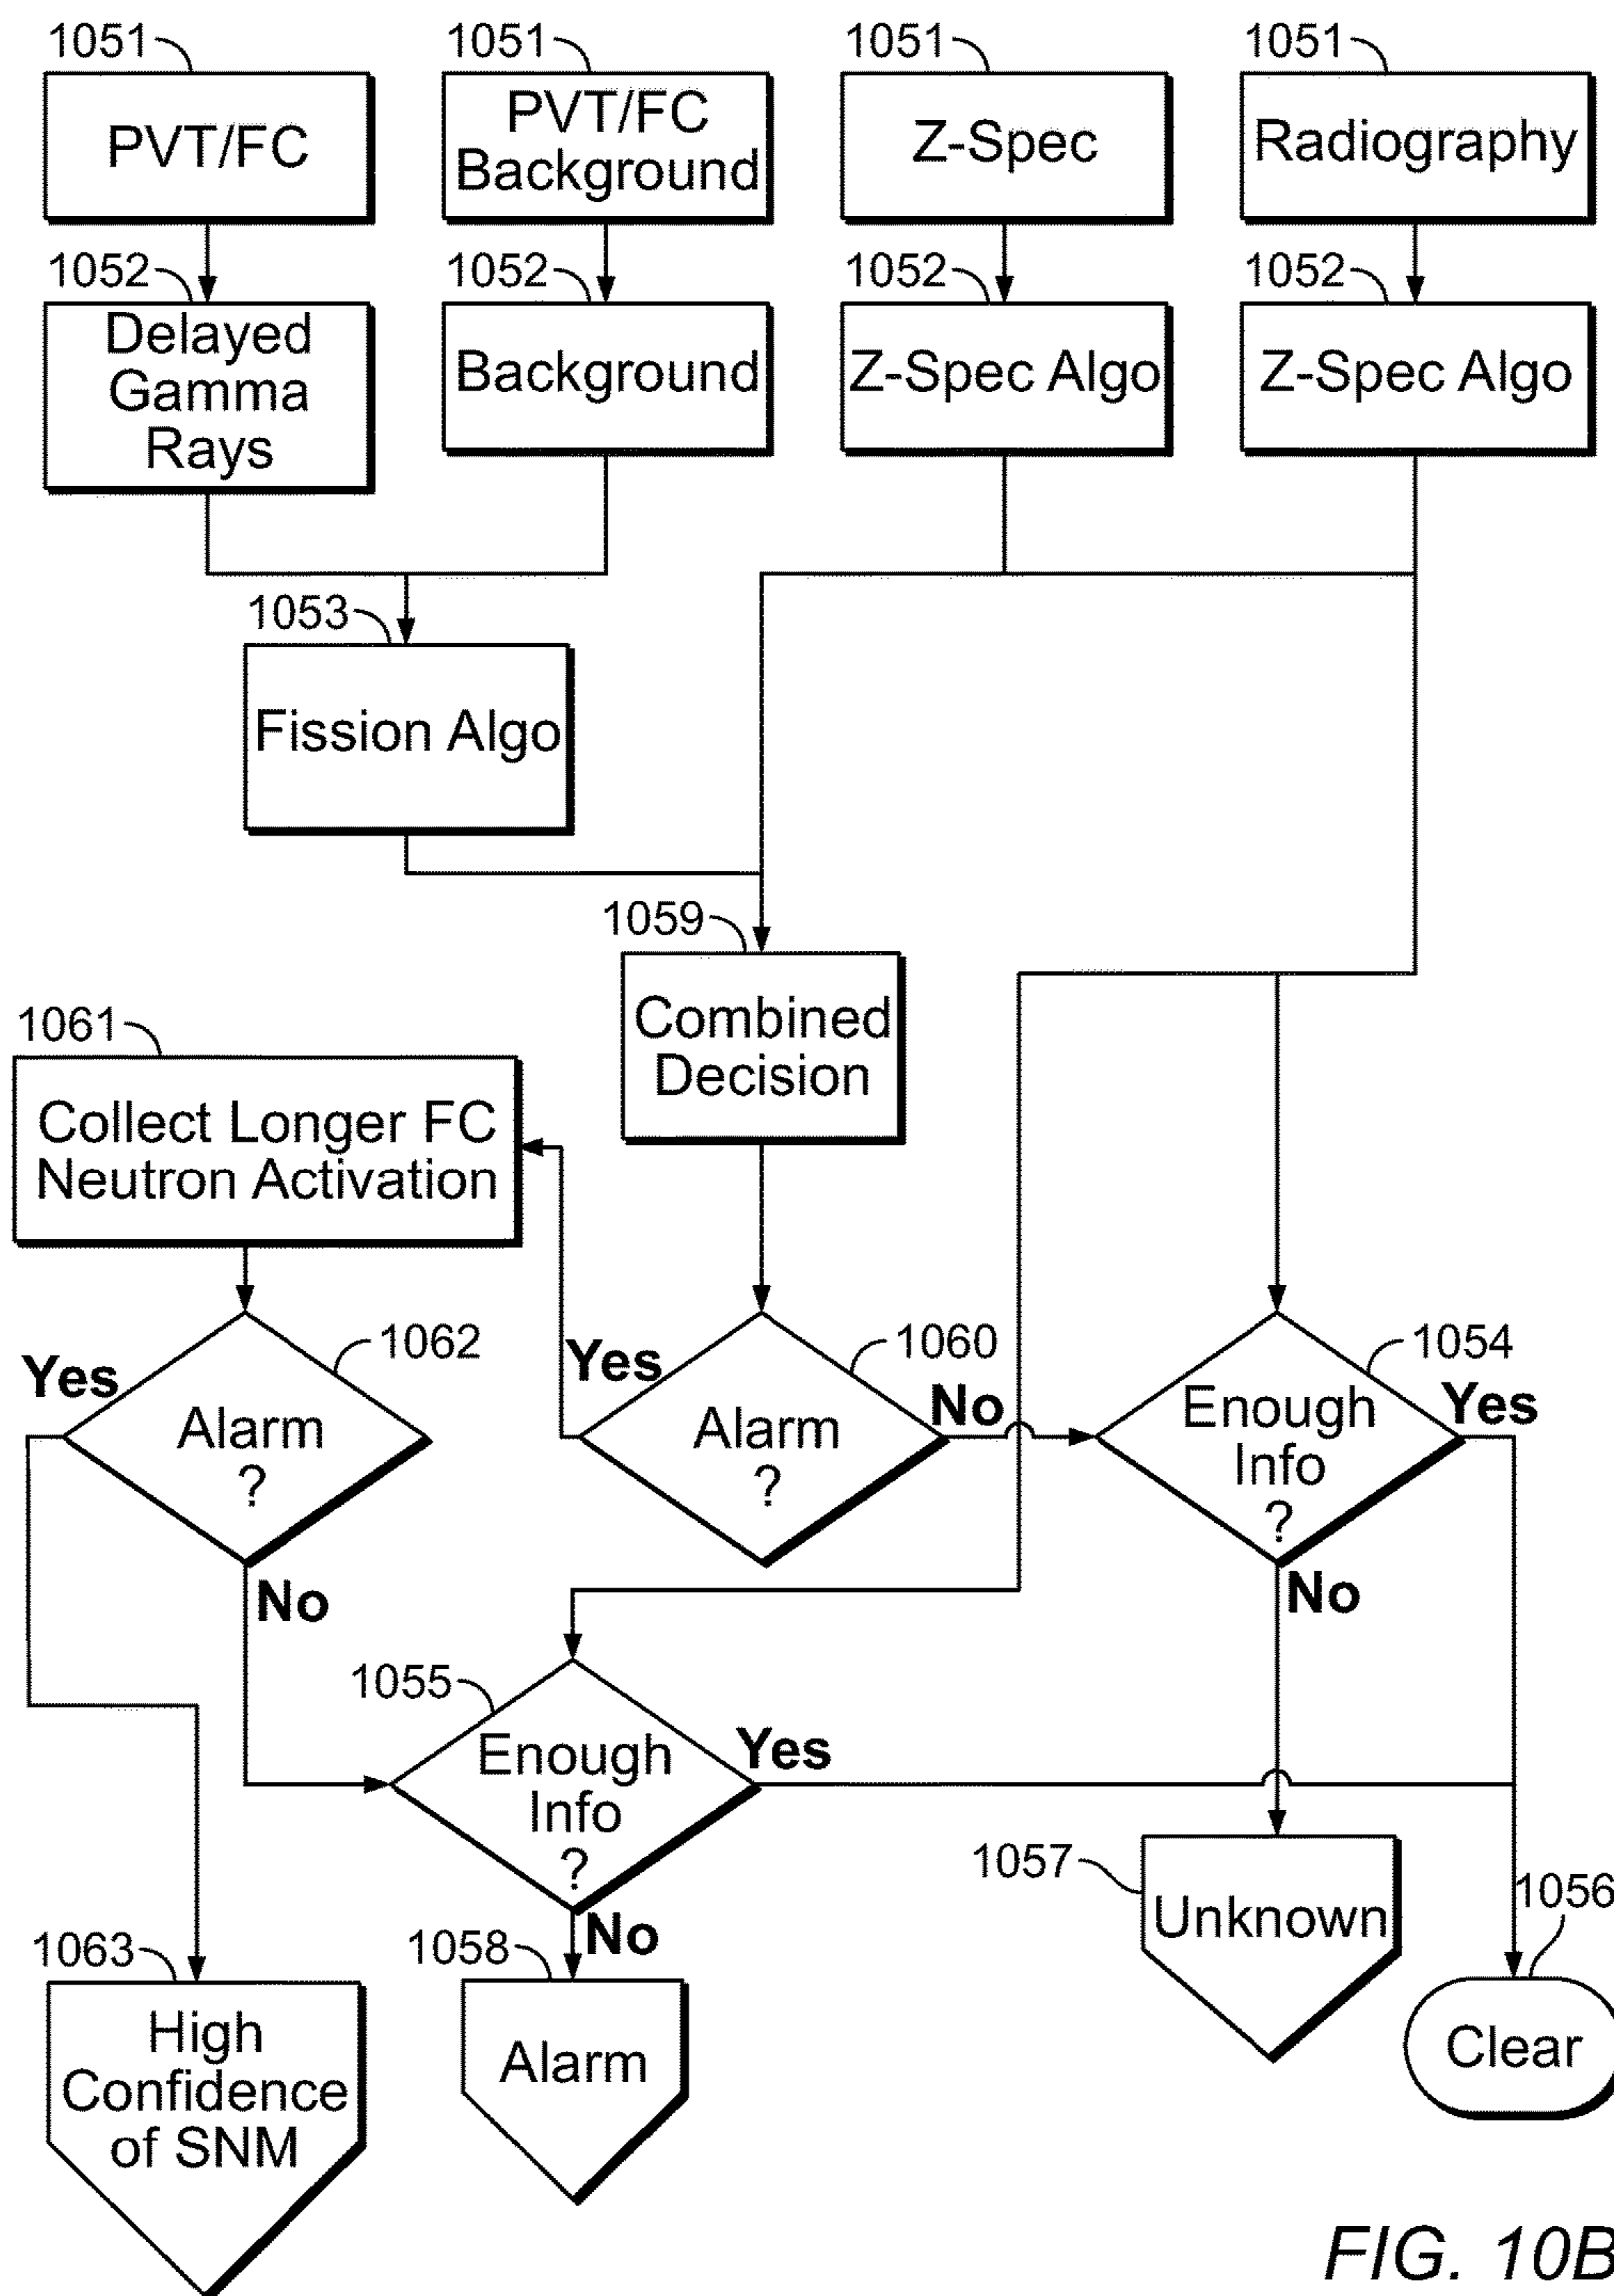 1051
1051
1051
1051
PVT/FC
PVT/FC
Background
Z-Spec
Radiography
1052
1052
1052
1052
Delayed
Gamma
Rays
Background
Z-Spec Algo
Z-Spec Algo
1053
Fission Algo
1059
Combined
Decision
1061
Collect Longer FC
Neutron Activation
1062
Yes
Alarm
?
No
1060
Yes
Alarm
?
No
1054
Enough
Info
?
Yes
No
1055
Enough
Info
?
Yes
No
1057
Unknown
1056
Clear
1063
High
Confidence
of SNM
1058
Alarm
FIG. 10B